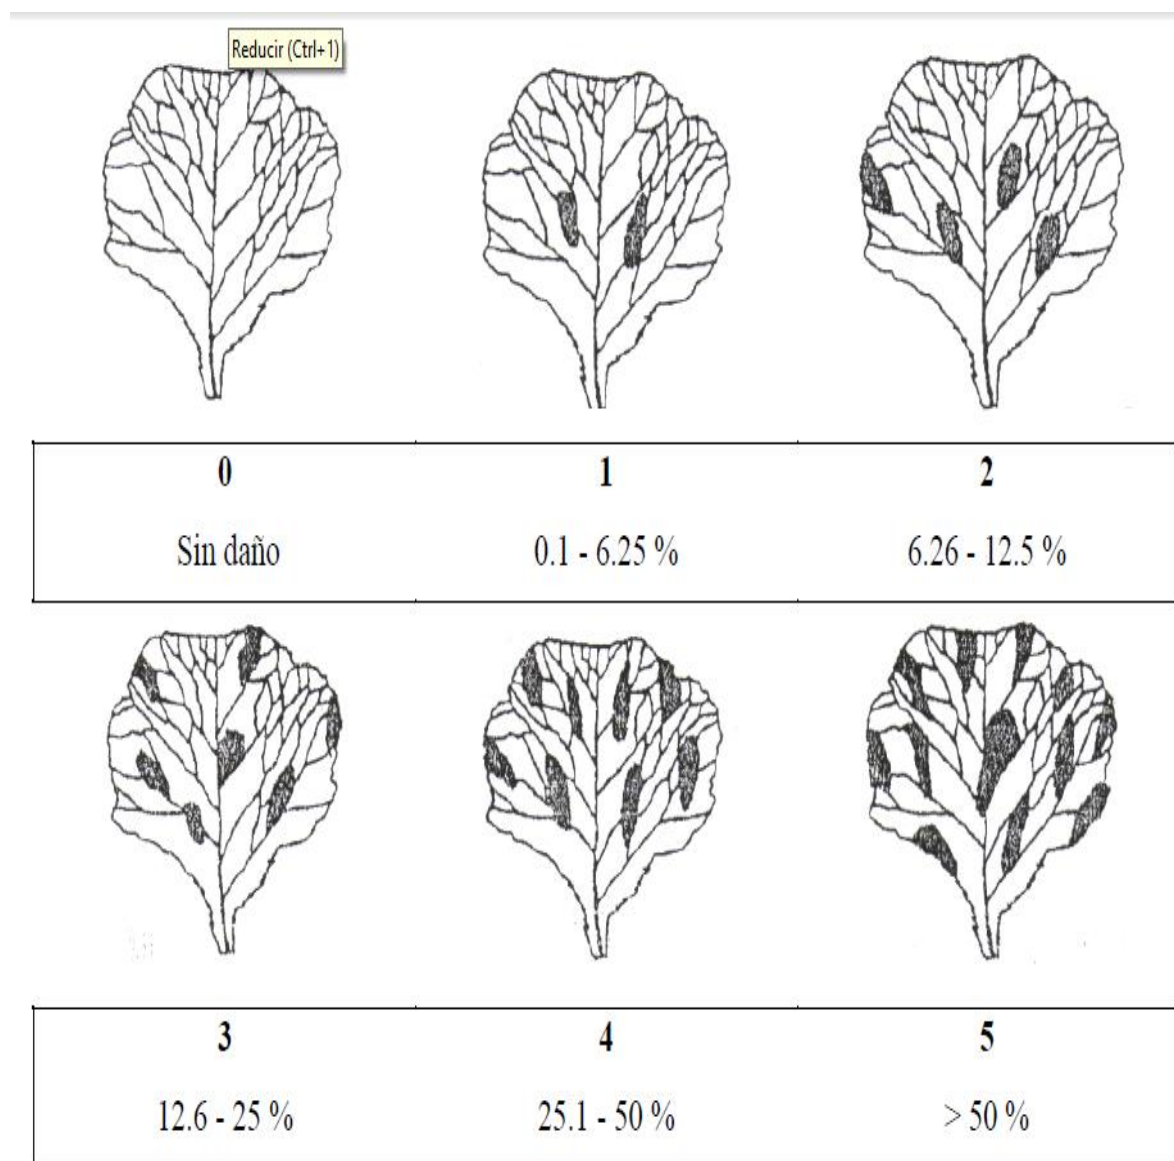 Reducir (Ctrl+1)
0
1
2
Sin daño
0.1 - 6.25 %
6.26 - 12.5 %
3
4
5
12.6 - 25 %
25.1 - 50 %
> 50 %